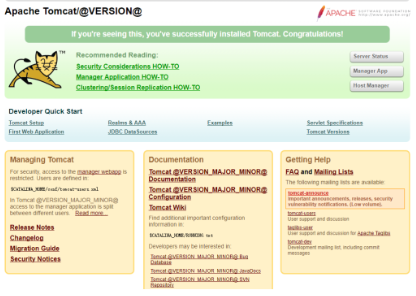 Apache Tomcat/@VERSION@
APACHE
SOFTWARE FOUNDATION
http://www.apache.org/
If you're seeing this, you've successfully installed Tomcat. Congratulations!
TM
Recommended Reading:
Security Considerations HOW-TO
Manager Application HOW-TO
Clustering/Session Replication HOW-TO
Server Status
Manager App
Host Manager
Developer Quick Start
Tomcat Setup
First Web Application
Realms & AAA
JDBC DataSources
Examples
Servlet Specifications
Tomcat Versions
Managing Tomcat
For security, access to the manager webapp is
restricted. Users are defined in:
$CATALINA_HOME/conf/tomcat-users.xml
In Tomcat @VERSION_MAJOR_MINOR@
access to the manager application is split
between different users. Read more...
Release Notes
Changelog
Migration Guide
Security Notices
Documentation
Tomcat @VERSION_MAJOR_MINOR@
Documentation
Tomcat @VERSION_MAJOR_MINOR@
Configuration
Tomcat Wiki
Find additional important configuration
information in:
$CATALINA_HOME/RUNNING.txt
Developers may be interested in:
Tomcat @VERSION_MAJOR_MINOR@ Bug
Database
Tomcat @VERSION_MAJOR_MINOR@ JavaDocs
Tomcat @VERSION_MAJOR_MINOR@ SVN
Repository
Getting Help
FAQ and Mailing Lists
The following mailing lists are available:
tomcat-announce
Important announcements, releases, security
vulnerability notifications. (Low volume).
tomcat-users
User support and discussion
taglibs-user
User support and discussion for Apache Taglibs
tomcat-dev
Development mailing list, including commit
messages